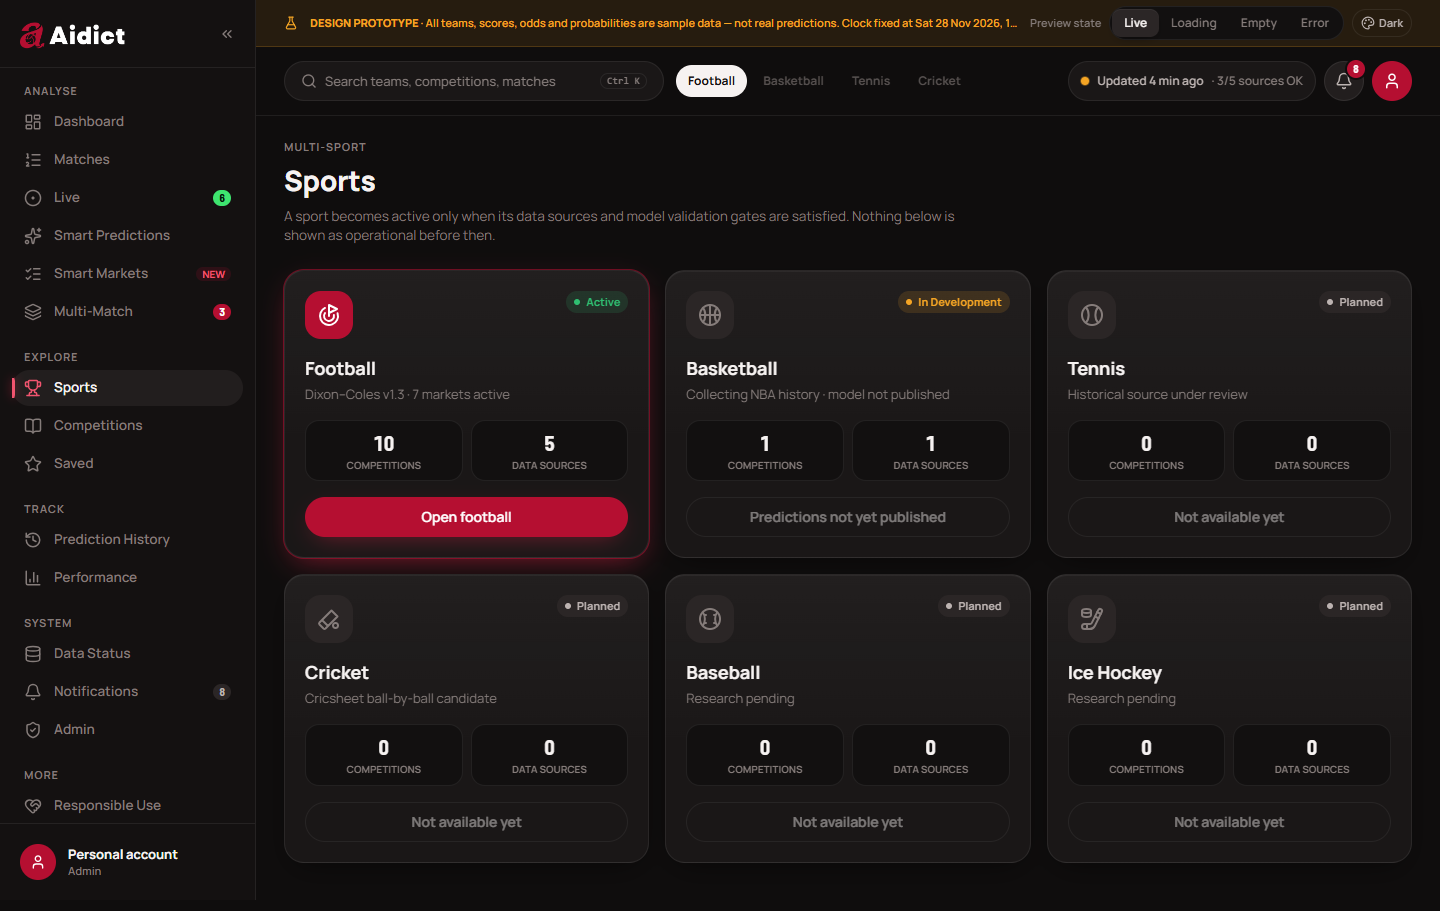 Aidict
DESIGN PROTOTYPE · All teams, scores, odds and probabilities are sample data — not real predictions. Clock fixed at Sat 28 Nov 2026, 1...
Preview state
Live
Loading
Empty
Error
Dark
Search teams, competitions, matches
Ctrl K
Football
Basketball
Tennis
Cricket
Updated 4 min ago · 3/5 sources OK
8
ANALYSE
Dashboard
Matches
Live
6
Smart Predictions
Smart Markets
NEW
Multi-Match
3
EXPLORE
Sports
Competitions
Saved
TRACK
Prediction History
Performance
SYSTEM
Data Status
Notifications
8
Admin
MORE
Responsible Use
Personal account
Admin
MULTI-SPORT
Sports
A sport becomes active only when its data sources and model validation gates are satisfied. Nothing below is
shown as operational before then.
Active
Football
Dixon–Coles v1.3 · 7 markets active
10
COMPETITIONS
5
DATA SOURCES
Open football
In Development
Basketball
Collecting NBA history · model not published
1
COMPETITIONS
1
DATA SOURCES
Predictions not yet published
Planned
Tennis
Historical source under review
0
COMPETITIONS
0
DATA SOURCES
Not available yet
Planned
Cricket
Cricsheet ball-by-ball candidate
0
COMPETITIONS
0
DATA SOURCES
Not available yet
Planned
Baseball
Research pending
0
COMPETITIONS
0
DATA SOURCES
Not available yet
Planned
Ice Hockey
Research pending
0
COMPETITIONS
0
DATA SOURCES
Not available yet